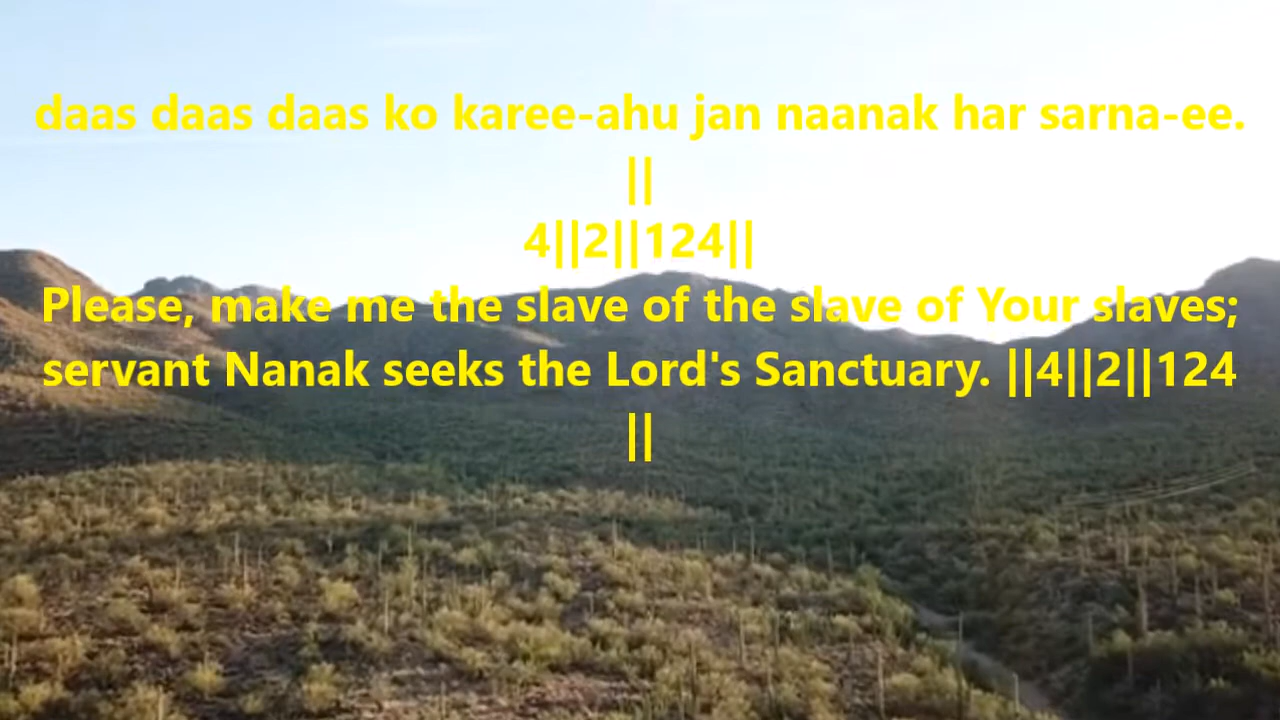 daas daas daas ko karee-ahu jan naanak har sarna-ee.
||
4||2||124||
Please, make me the slave of the slave of Your slaves;
servant Nanak seeks the Lord's Sanctuary. ||4||2||124
||